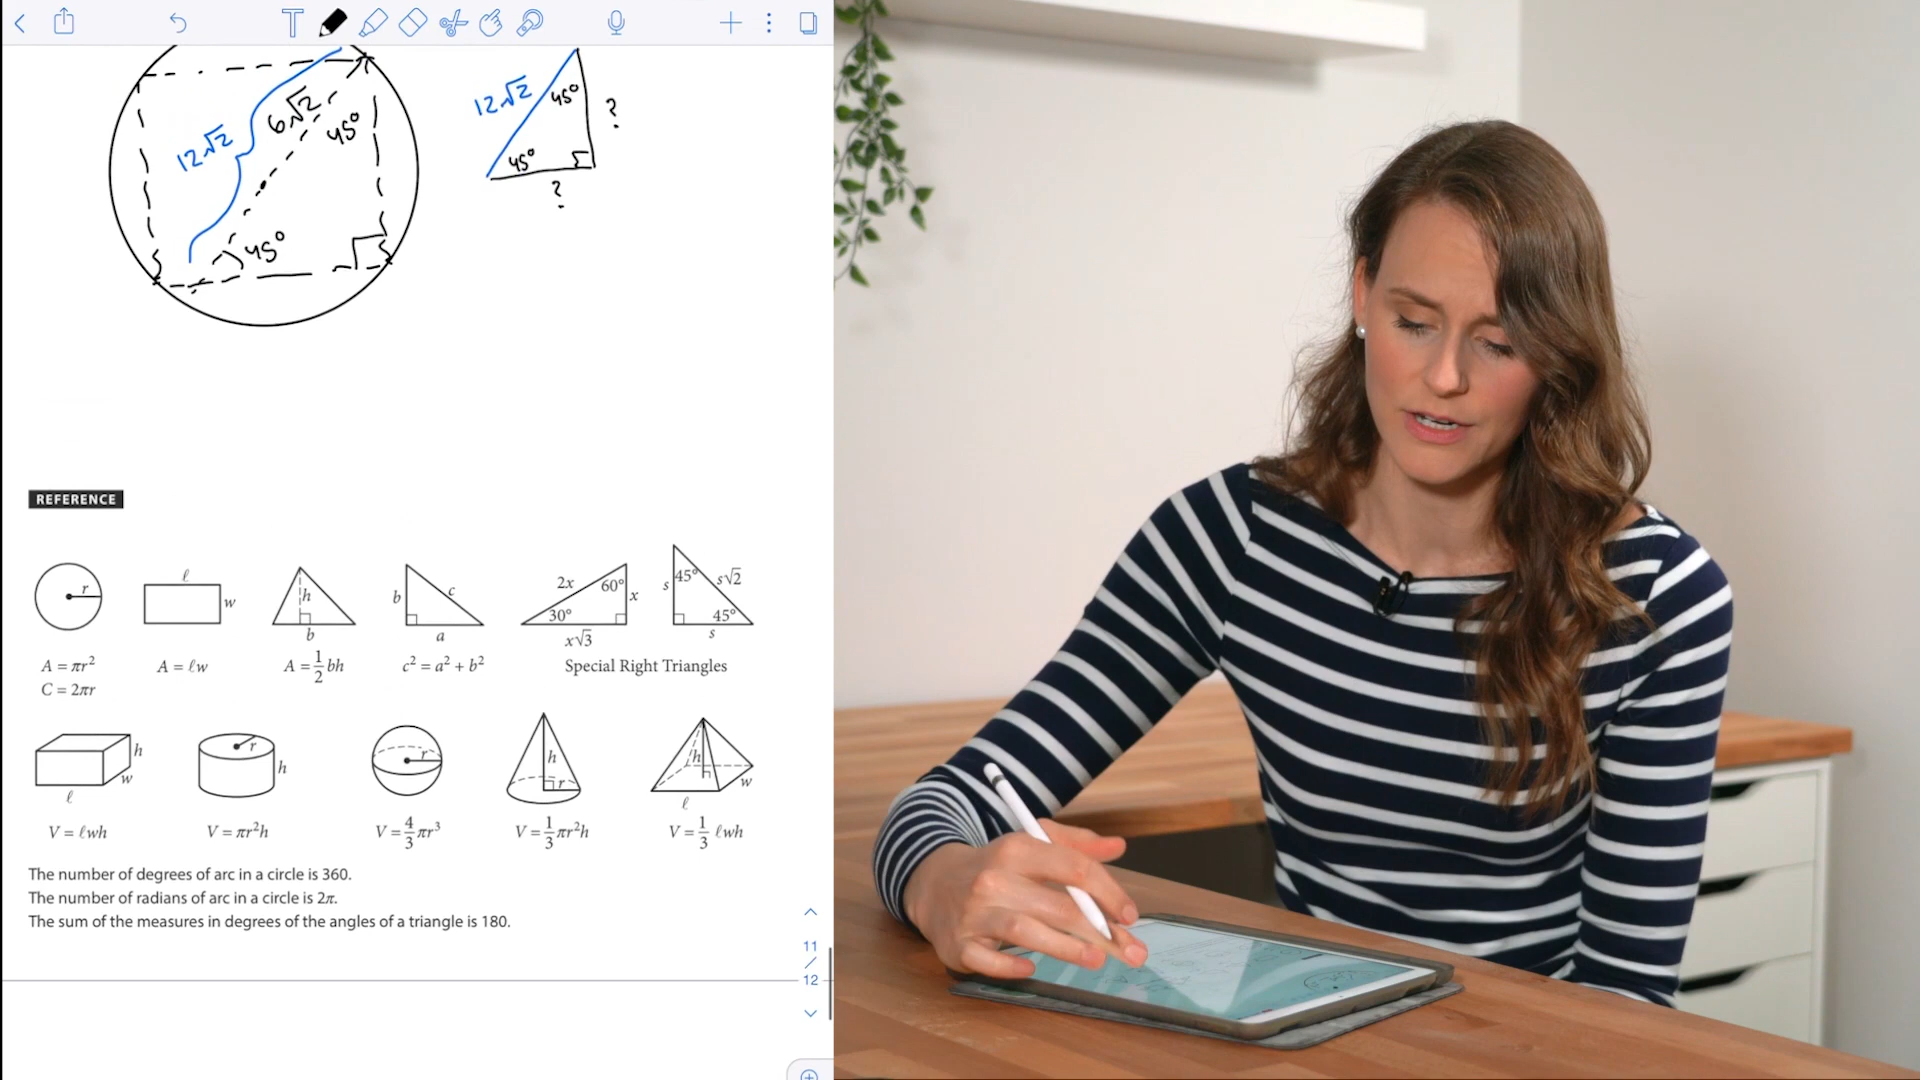 12√2
6√2
45°
45°
12√2
45°
45°
?
?
REFERENCE
r
ℓ
w
h
b
b
c
a
2x
60°
x
30°
x√3
s
45°
s√2
45°
s
A = πr²
C = 2πr
A = ℓw
A = 1/2 bh
c² = a² + b²
Special Right Triangles
h
w
ℓ
r
h
r
h
r
h
w
ℓ
V = ℓwh
V = πr²h
V = 4/3 πr³
V = 1/3 πr²h
V = 1/3 ℓwh
The number of degrees of arc in a circle is 360.
The number of radians of arc in a circle is 2π.
The sum of the measures in degrees of the angles of a triangle is 180.
11
/
12